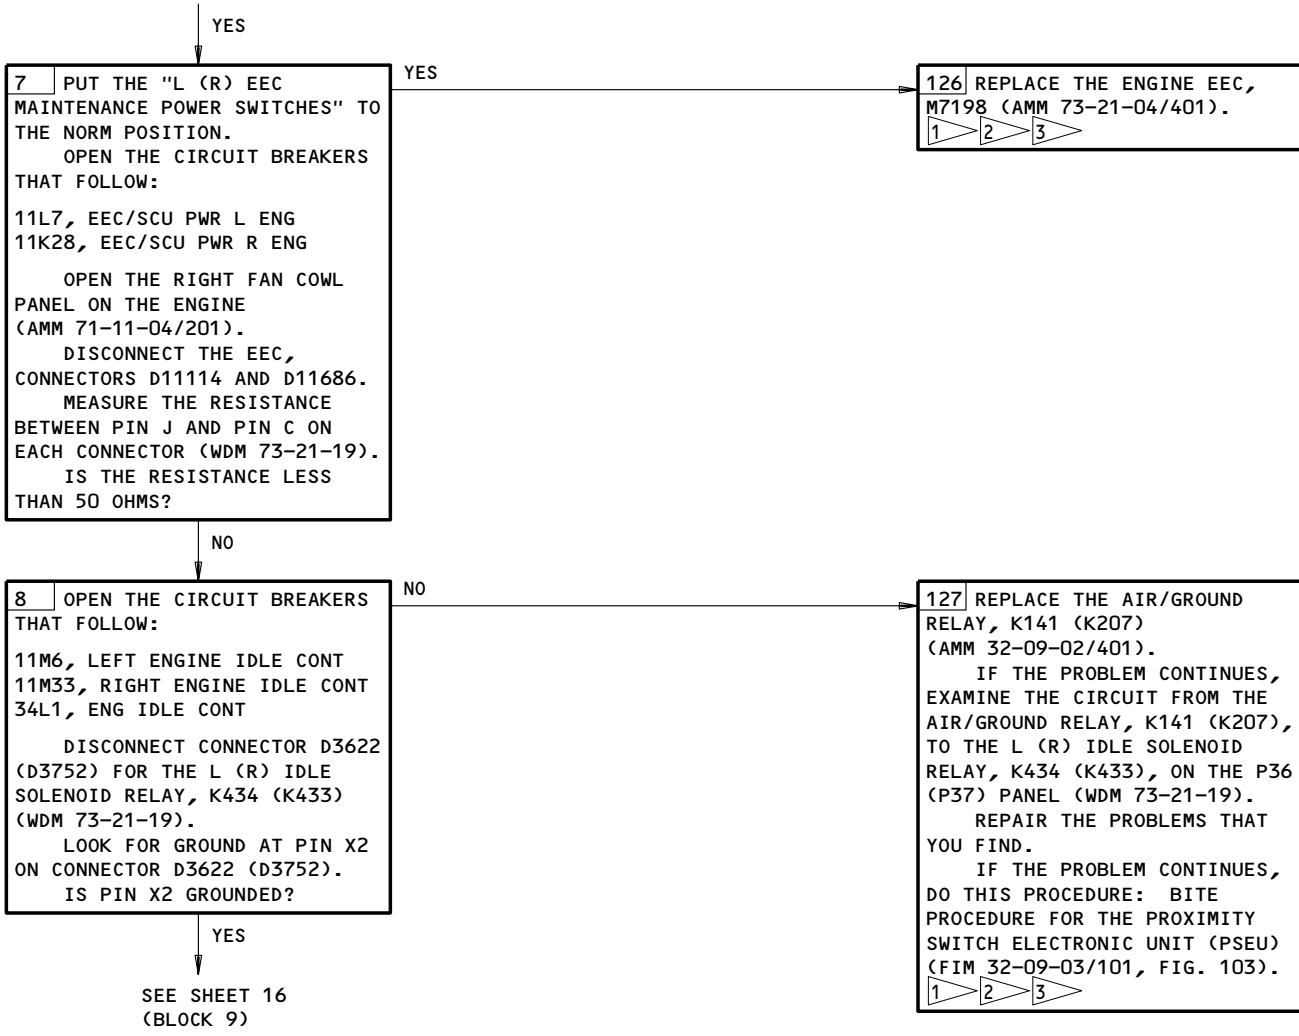 YES
7 PUT THE "L (R) EEC
MAINTENANCE POWER SWITCHES" TO
THE NORM POSITION.
OPEN THE CIRCUIT BREAKERS
THAT FOLLOW:
11L7, EEC/SCU PWR L ENG
11K28, EEC/SCU PWR R ENG
OPEN THE RIGHT FAN COWL
PANEL ON THE ENGINE
(AMM 71-11-04/201).
DISCONNECT THE EEC,
CONNECTORS D11114 AND D11686.
MEASURE THE RESISTANCE
BETWEEN PIN J AND PIN C ON
EACH CONNECTOR (WDM 73-21-19).
IS THE RESISTANCE LESS
THAN 50 OHMS?
YES
126 REPLACE THE ENGINE EEC,
M7198 (AMM 73-21-04/401).
1 2 3
NO
8 OPEN THE CIRCUIT BREAKERS
THAT FOLLOW:
11M6, LEFT ENGINE IDLE CONT
11M33, RIGHT ENGINE IDLE CONT
34L1, ENG IDLE CONT
DISCONNECT CONNECTOR D3622
(D3752) FOR THE L (R) IDLE
SOLENOID RELAY, K434 (K433)
(WDM 73-21-19).
LOOK FOR GROUND AT PIN X2
ON CONNECTOR D3622 (D3752).
IS PIN X2 GROUNDED?
NO
127 REPLACE THE AIR/GROUND
RELAY, K141 (K207)
(AMM 32-09-02/401).
IF THE PROBLEM CONTINUES,
EXAMINE THE CIRCUIT FROM THE
AIR/GROUND RELAY, K141 (K207),
TO THE L (R) IDLE SOLENOID
RELAY, K434 (K433), ON THE P36
(P37) PANEL (WDM 73-21-19).
REPAIR THE PROBLEMS THAT
YOU FIND.
IF THE PROBLEM CONTINUES,
DO THIS PROCEDURE: BITE
PROCEDURE FOR THE PROXIMITY
SWITCH ELECTRONIC UNIT (PSEU)
(FIM 32-09-03/101, FIG. 103).
1 2 3
YES
SEE SHEET 16
(BLOCK 9)